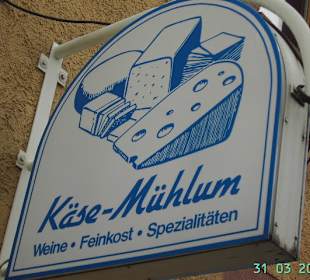 Käse-Mühlum
Weine • Feinkost • Spezialitäten
31 03 20